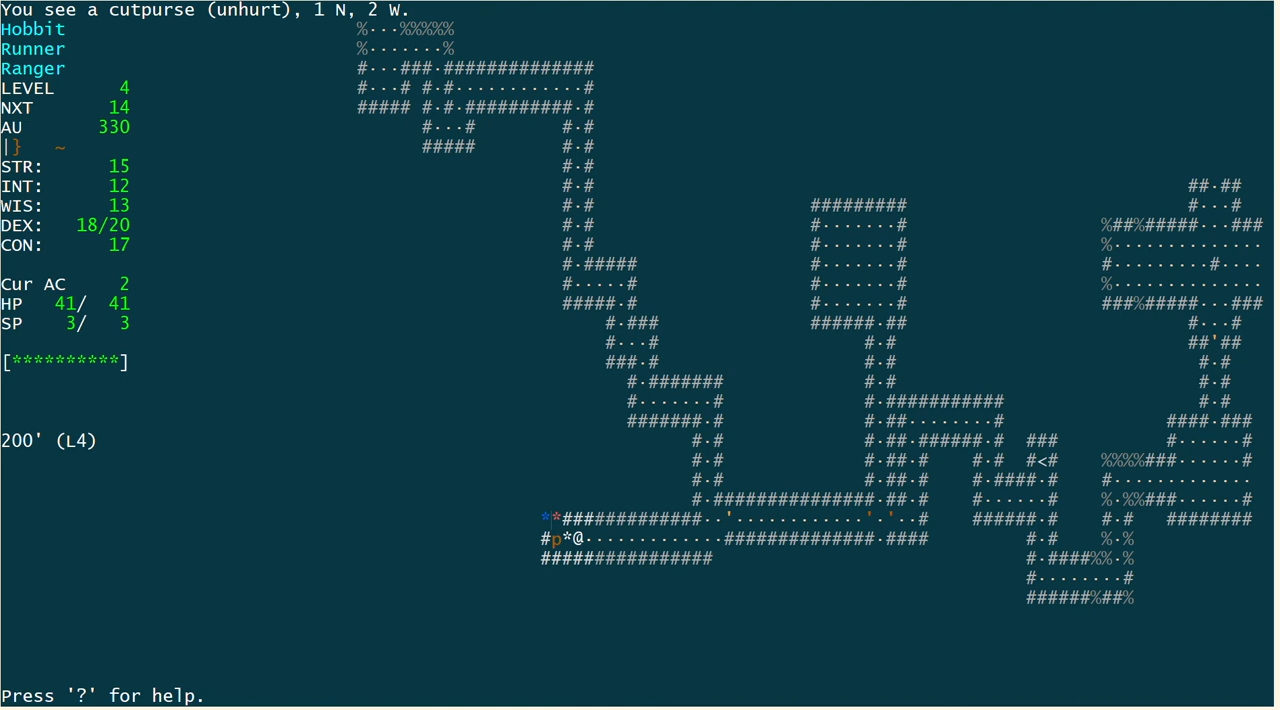 You see a cutpurse (unhurt), 1 N, 2 W.
Hobbit
Runner
Ranger
LEVEL 4
NXT 14
AU 330
|} ~
STR: 15
INT: 12
WIS: 13
DEX: 18/20
CON: 17
Cur AC 2
HP 41/ 41
SP 3/ 3
[**********]
200' (L4)
Press '?' for help.